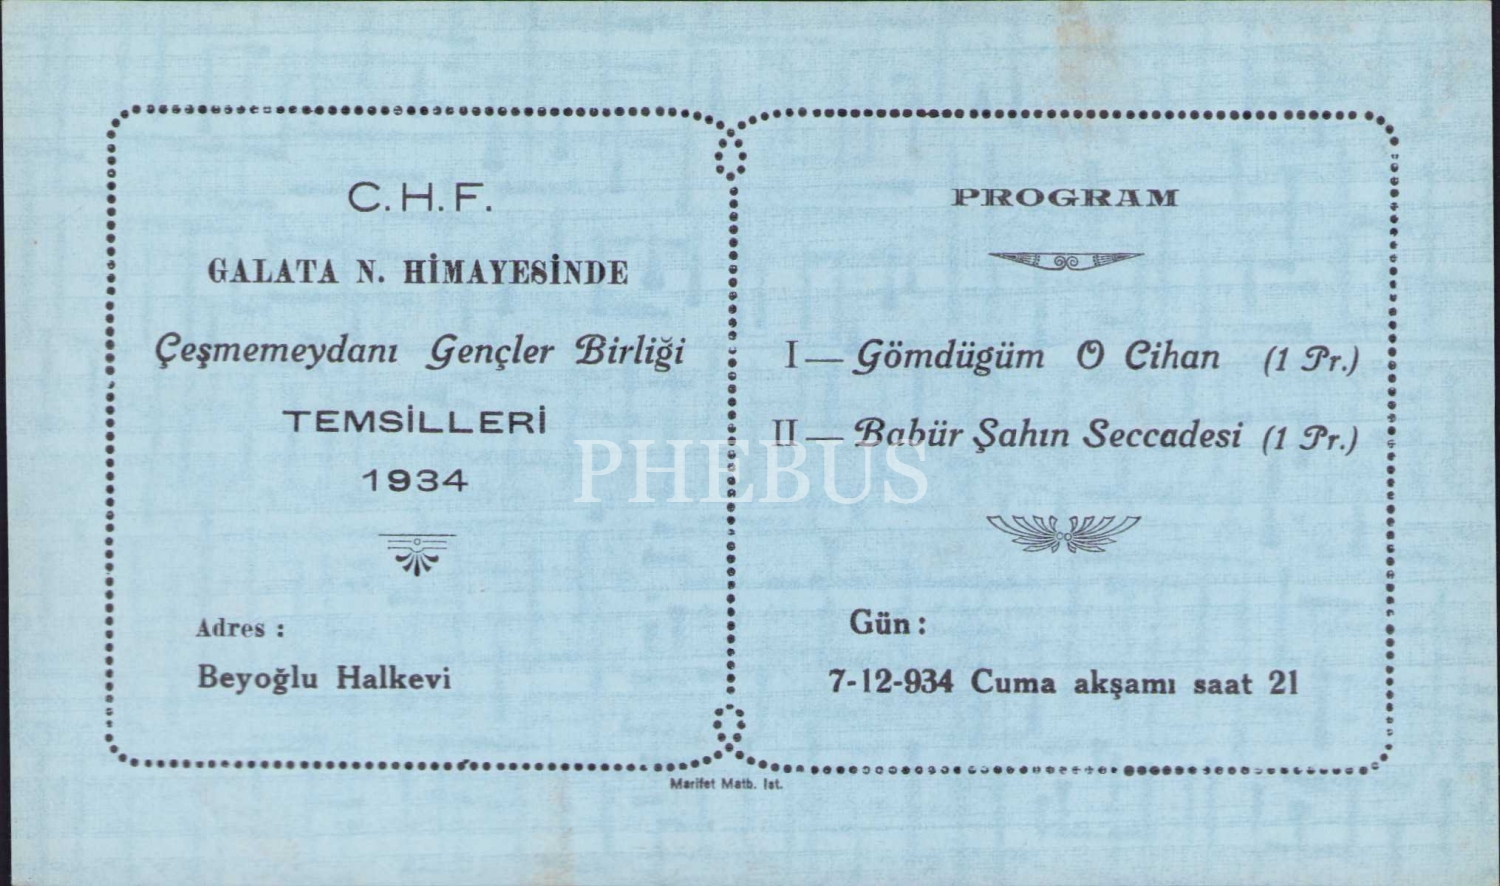 C.H.F.
GALATA N. HİMAYESİNDE
Çeşmemeydanı Gençler Birliği
TEMSİLLERİ
1934
Adres :
Beyoğlu Halkevi
PROGRAM
I — Gömdügüm O Cihan (1 Pr.)
II — Babür Şahın Seccadesi (1 Pr.)
Gün :
7-12-934 Cuma akşamı saat 21
Marifet Matb. Ist.
PHEBUS